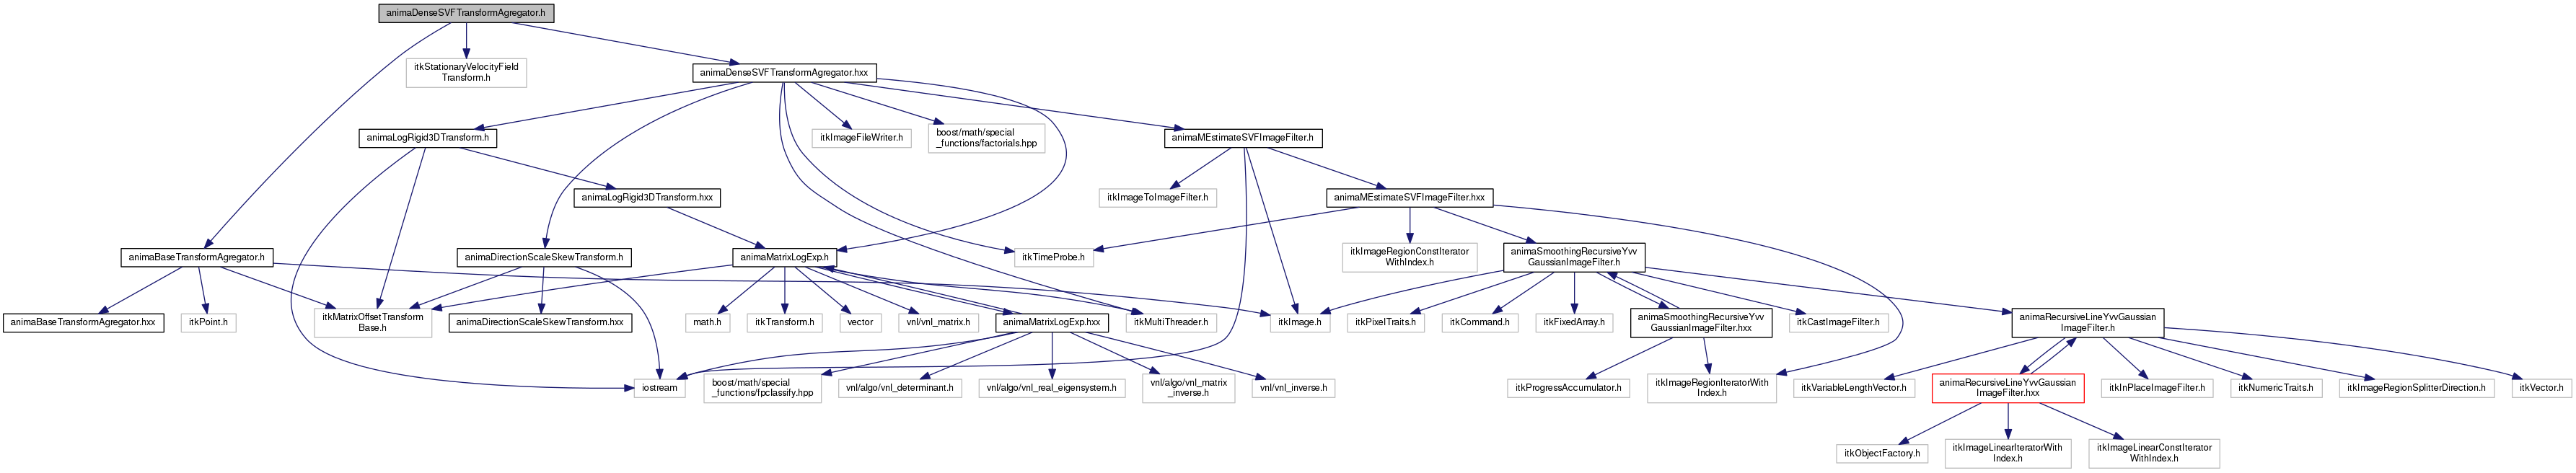 animaDenseSVFTransformAgregator.h
itkStationaryVelocityField
Transform.h
animaDenseSVFTransformAgregator.hxx
animaLogRigid3DTransform.h
itkImageFileWriter.h
boost/math/special
_functions/factorials.hpp
animaMEstimateSVFImageFilter.h
animaLogRigid3DTransform.hxx
itkImageToImageFilter.h
animaMEstimateSVFImageFilter.hxx
animaBaseTransformAgregator.h
animaDirectionScaleSkewTransform.h
animaMatrixLogExp.h
itkTimeProbe.h
itkImageRegionConstIterator
WithIndex.h
animaSmoothingRecursiveYvv
GaussianImageFilter.h
animaBaseTransformAgregator.hxx
itkPoint.h
itkMatrixOffsetTransform
Base.h
animaDirectionScaleSkewTransform.hxx
math.h
itkTransform.h
vector
vnl/vnl_matrix.h
animaMatrixLogExp.hxx
itkMultiThreader.h
itkImage.h
itkPixelTraits.h
itkCommand.h
itkFixedArray.h
animaSmoothingRecursiveYvv
GaussianImageFilter.hxx
itkCastImageFilter.h
animaRecursiveLineYvvGaussian
ImageFilter.h
iostream
boost/math/special
_functions/fpclassify.hpp
vnl/algo/vnl_determinant.h
vnl/algo/vnl_real_eigensystem.h
vnl/algo/vnl_matrix
_inverse.h
vnl/vnl_inverse.h
itkProgressAccumulator.h
itkImageRegionIteratorWith
Index.h
itkVariableLengthVector.h
animaRecursiveLineYvvGaussian
ImageFilter.hxx
itkInPlaceImageFilter.h
itkNumericTraits.h
itkImageRegionSplitterDirection.h
itkVector.h
itkObjectFactory.h
itkImageLinearIteratorWith
Index.h
itkImageLinearConstIterator
WithIndex.h